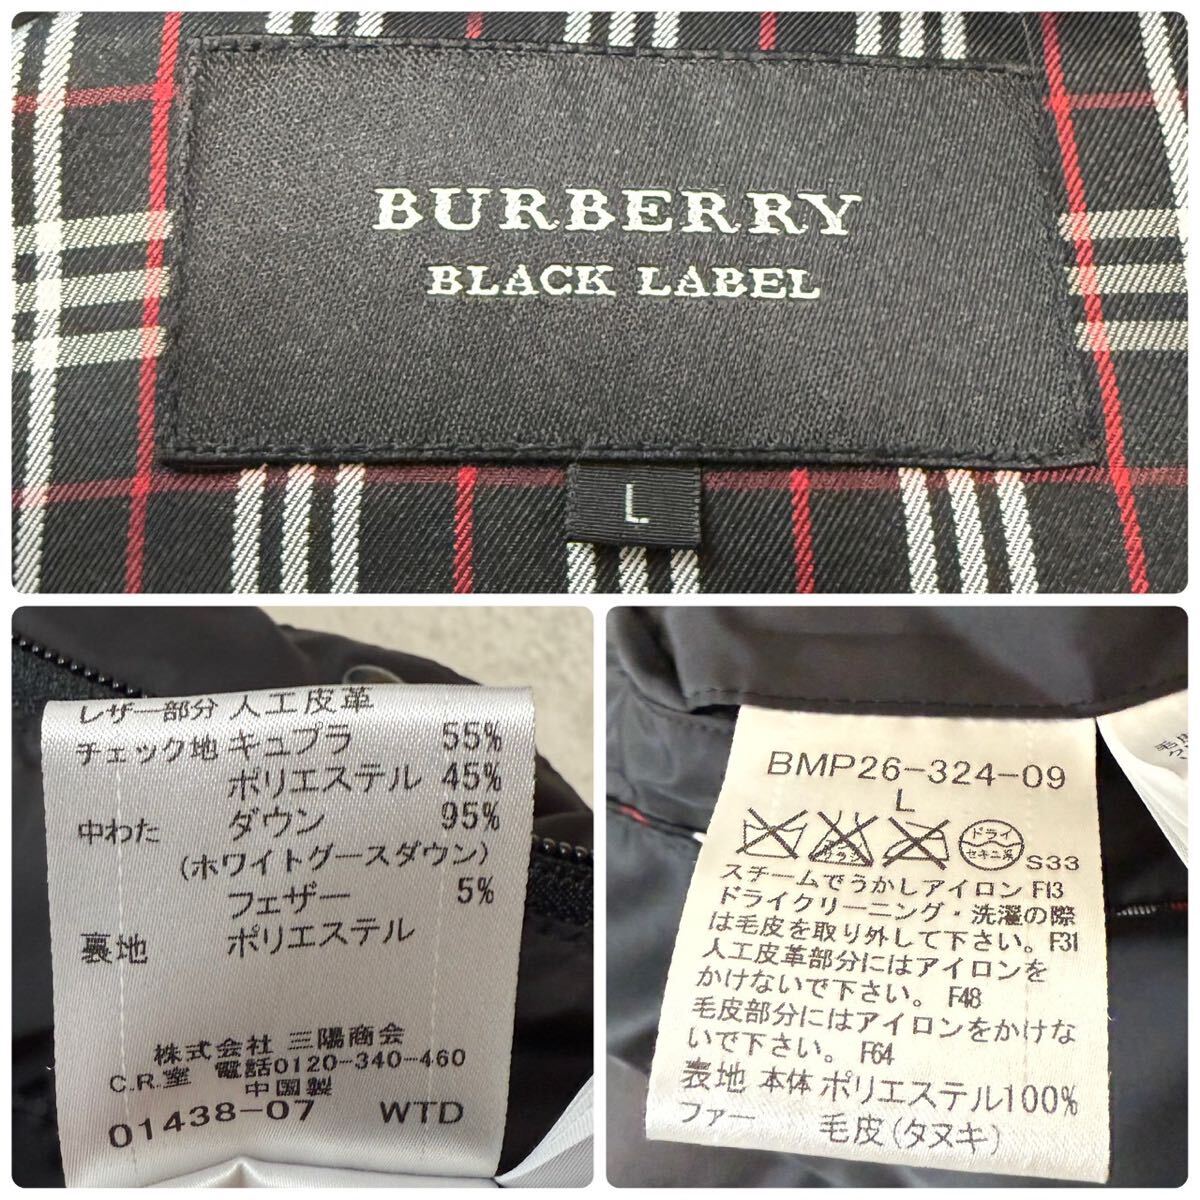 BURBERRY
BLACK LABEL
L
レザー部分 人工皮革
チェック地 キュプラ 55%
ポリエステル 45%
中わた ダウン 95%
(ホワイトグースダウン)
フェザー 5%
裏地 ポリエステル
株式会社 三陽商会
C.R.室 電話0120-340-460
中国製
01438-07 WTD
BMP26-324-09
L
ドライ
セキユ系
S33
スチームでうかしアイロン F13
ドライクリーニング・洗濯の際
は毛皮を取り外して下さい。F31
人工皮革部分にはアイロンを
かけないで下さい。 F48
毛皮部分にはアイロンをかけな
いで下さい。 F64
表地 本体 ポリエステル100%
ファー 毛皮(タヌキ)